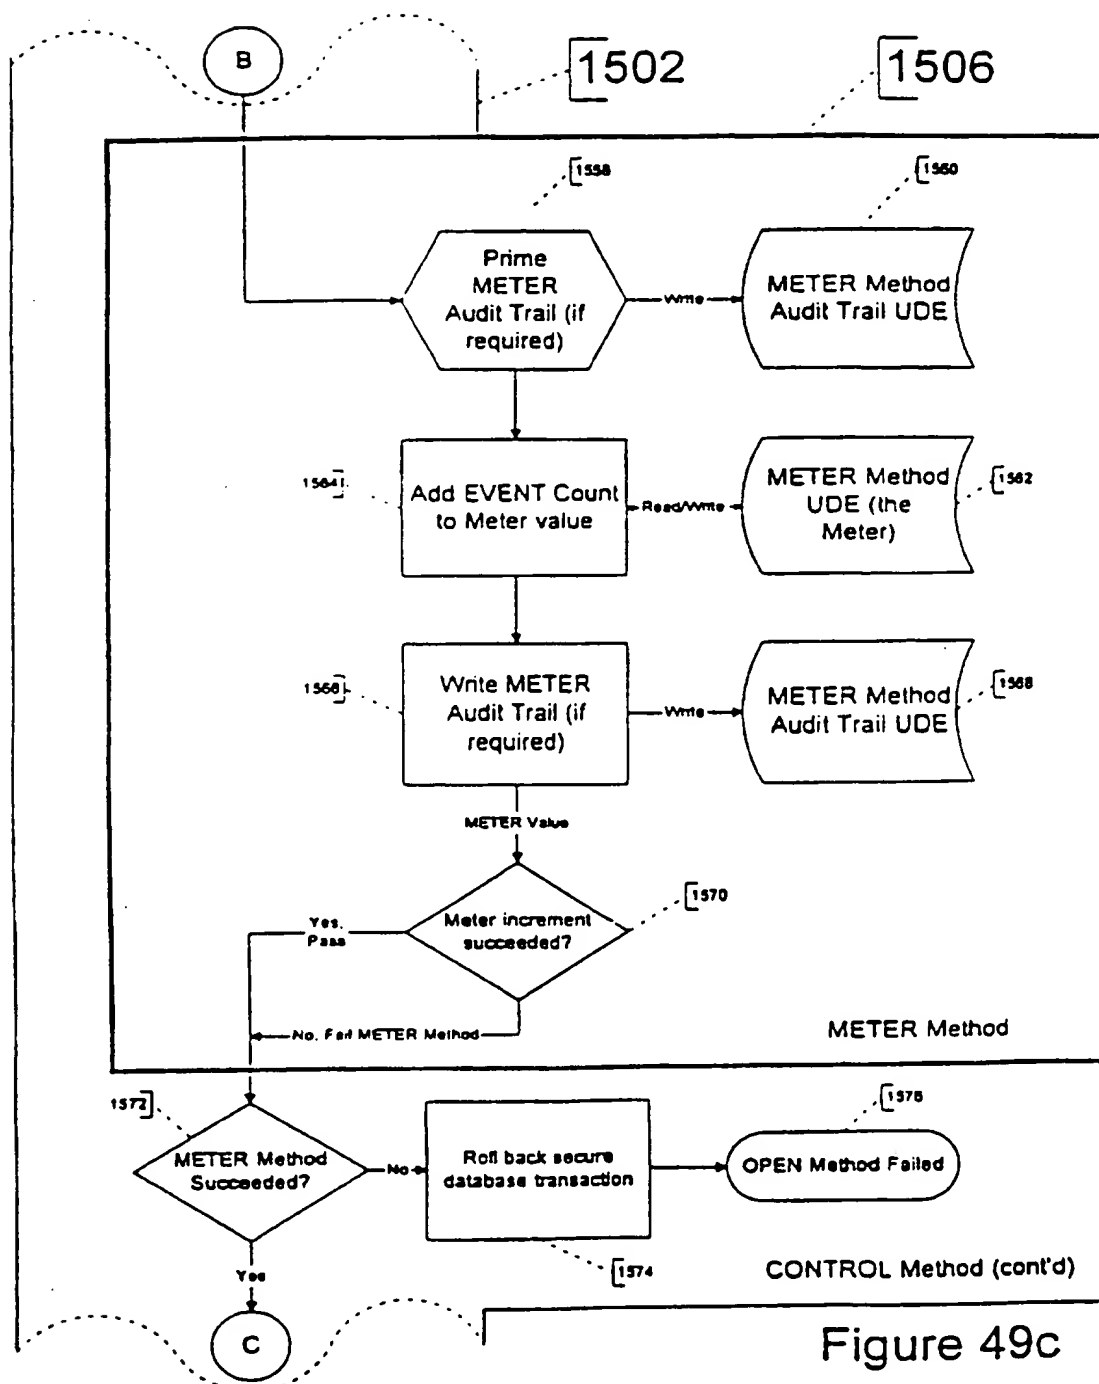 B
1502
1506
1558
1560
Prime
METER
Audit Trail (if
required)
Write
METER Method
Audit Trail UDE
1564
Add EVENT Count
to Meter value
Read/Write
METER Method
UDE (the
Meter)
1562
1566
Write METER
Audit Trail (if
required)
Write
METER Method
Audit Trail UDE
1568
METER Value
Meter increment
succeeded?
1570
Yes,
Pass
No, Fail METER Method
METER Method
1572
METER Method
Succeeded?
No
Roll back secure
database transaction
1576
OPEN Method Failed
1574
Yes
CONTROL Method (cont'd)
C
Figure 49c